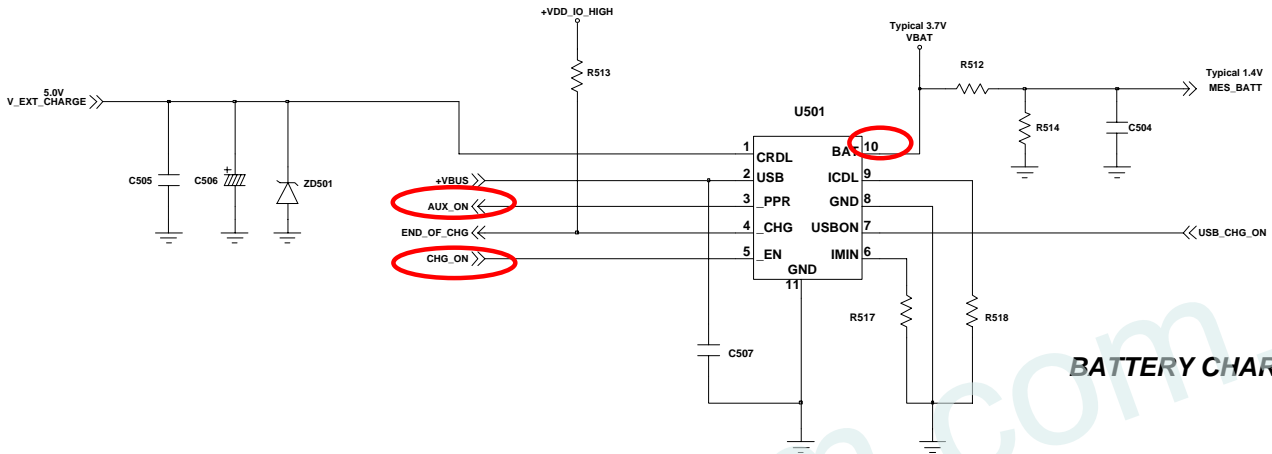 +VDD_IO_HIGH
Typical 3.7V
VBAT
R513
R512
Typical 1.4V
MES_BATT
5.0V
V_EXT_CHARGE
U501
R514
C504
1
CRDL
BAT
10
C505
C506
+
ZD501
+VBUS
2
USB
ICDL
9
AUX_ON
3
_PPR
GND
8
END_OF_CHG
4
_CHG
USBON
7
USB_CHG_ON
CHG_ON
5
_EN
IMIN
6
GND
11
R517
R518
C507
BATTERY CHAR
com